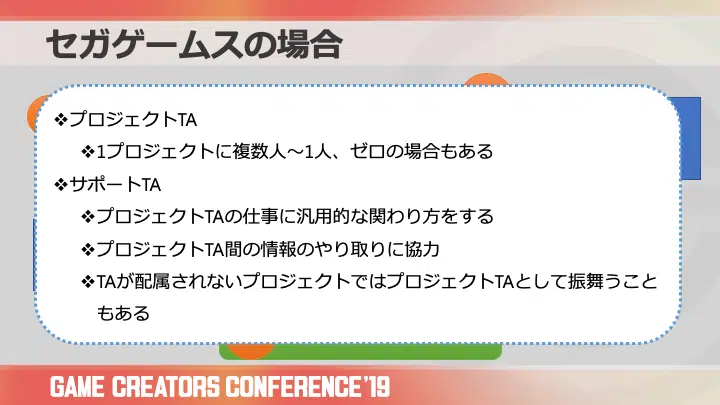 セガゲームスの場合
❖プロジェクトTA
❖1プロジェクトに複数人～1人、ゼロの場合もある
❖サポートTA
❖プロジェクトTAの仕事に汎用的な関わり方をする
❖プロジェクトTA間の情報のやり取りに協力
❖TAが配属されないプロジェクトではプロジェクトTAとして振舞うこと
もある
GAME CREATORS CONFERENCE'19